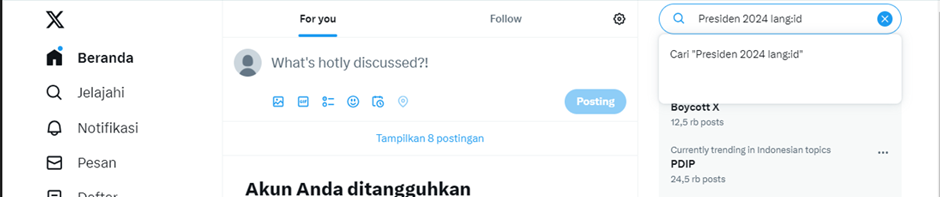 For you
Follow
Presiden 2024 lang:id
Beranda
What's hotly discussed?!
Cari "Presiden 2024 lang:id"
Jelajahi
GIF
Posting
Boycott X
12,5 rb posts
Notifikasi
Tampilkan 8 postingan
Currently trending in Indonesian topics
PDIP
24,5 rb posts
Pesan
Akun Anda ditangguhkan
Daftar